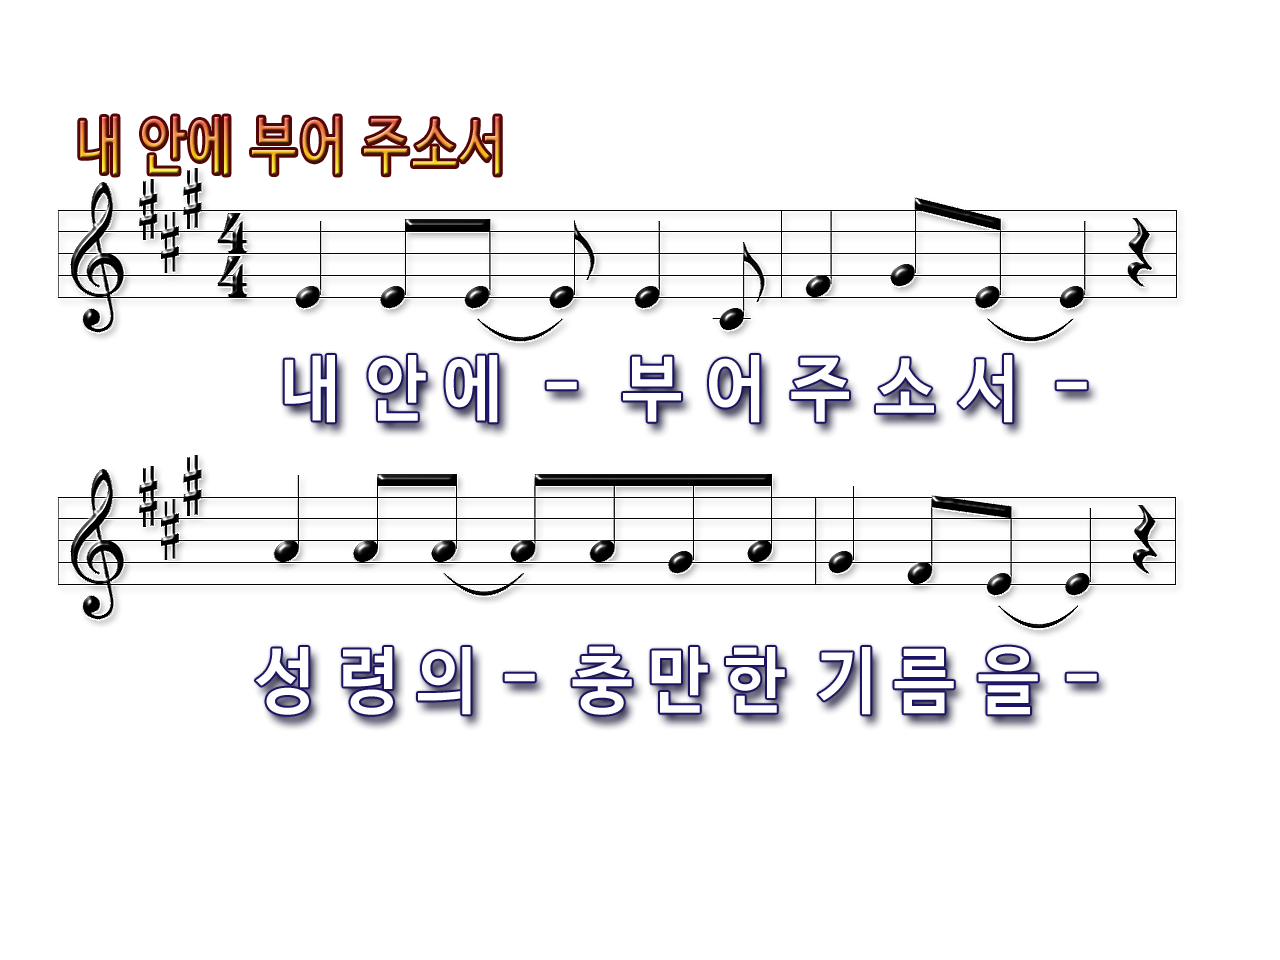 내 안에 부어 주소서
4
4
내 안 에 - 부 어 주 소 서 -
성 령 의 - 충 만 한 기 름 을 -